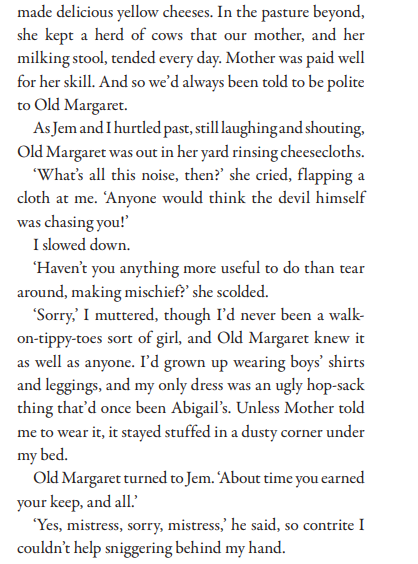 made delicious yellow cheeses. In the pasture beyond,
she kept a herd of cows that our mother, and her
milking stool, tended every day. Mother was paid well
for her skill. And so we’d always been told to be polite
to Old Margaret.
As Jem and I hurtled past, still laughing and shouting,
Old Margaret was out in her yard rinsing cheesecloths.
‘What’s all this noise, then?’ she cried, flapping a
cloth at me. ‘Anyone would think the devil himself
was chasing you!’
I slowed down.
‘Haven’t you anything more useful to do than tear
around, making mischief?’ she scolded.
‘Sorry,’ I muttered, though I’d never been a walk-
on-tippy-toes sort of girl, and Old Margaret knew it
as well as anyone. I’d grown up wearing boys’ shirts
and leggings, and my only dress was an ugly hop-sack
thing that’d once been Abigail’s. Unless Mother told
me to wear it, it stayed stuffed in a dusty corner under
my bed.
Old Margaret turned to Jem. ‘About time you earned
your keep, and all.’
‘Yes, mistress, sorry, mistress,’ he said, so contrite I
couldn’t help sniggering behind my hand.